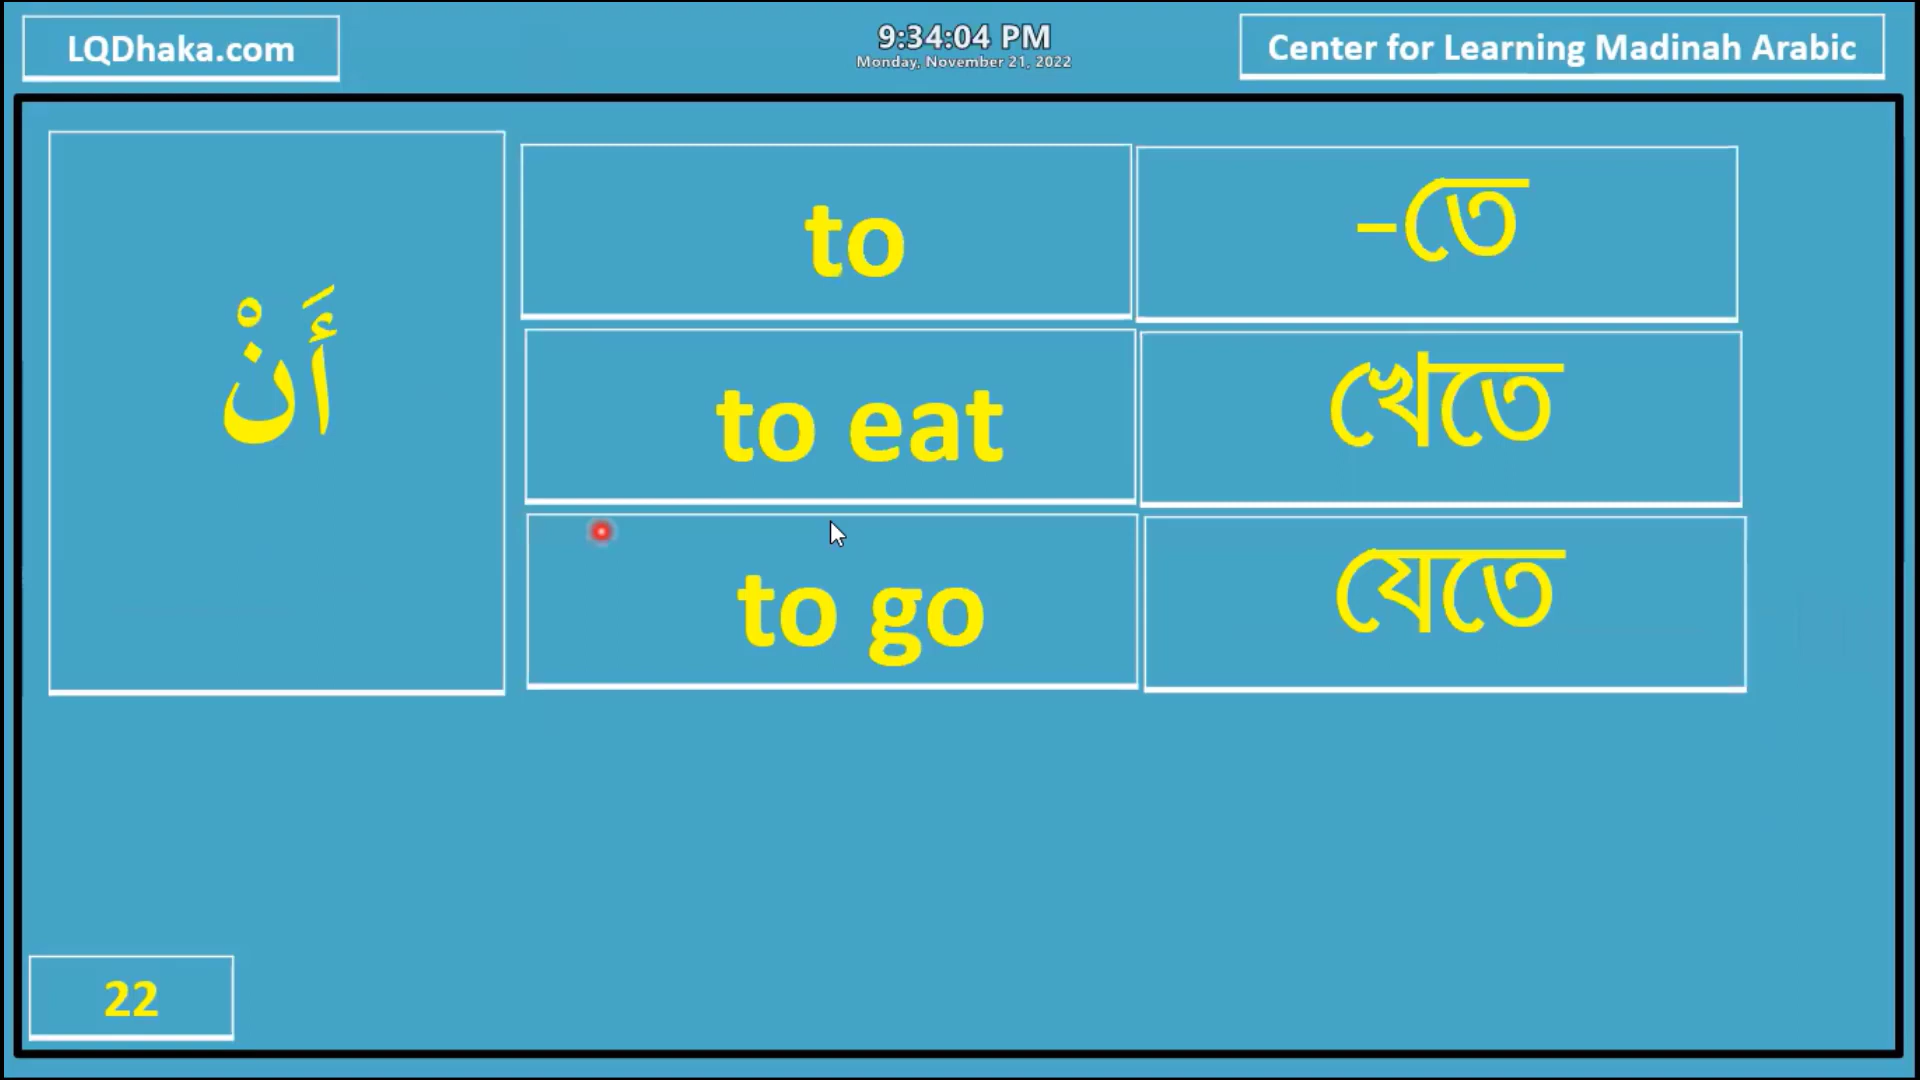 LQDhaka.com
9:34:04 PM
Monday, November 21, 2022
Center for Learning Madinah Arabic
أَنْ
to
-তে
to eat
খেতে
to go
যেতে
22